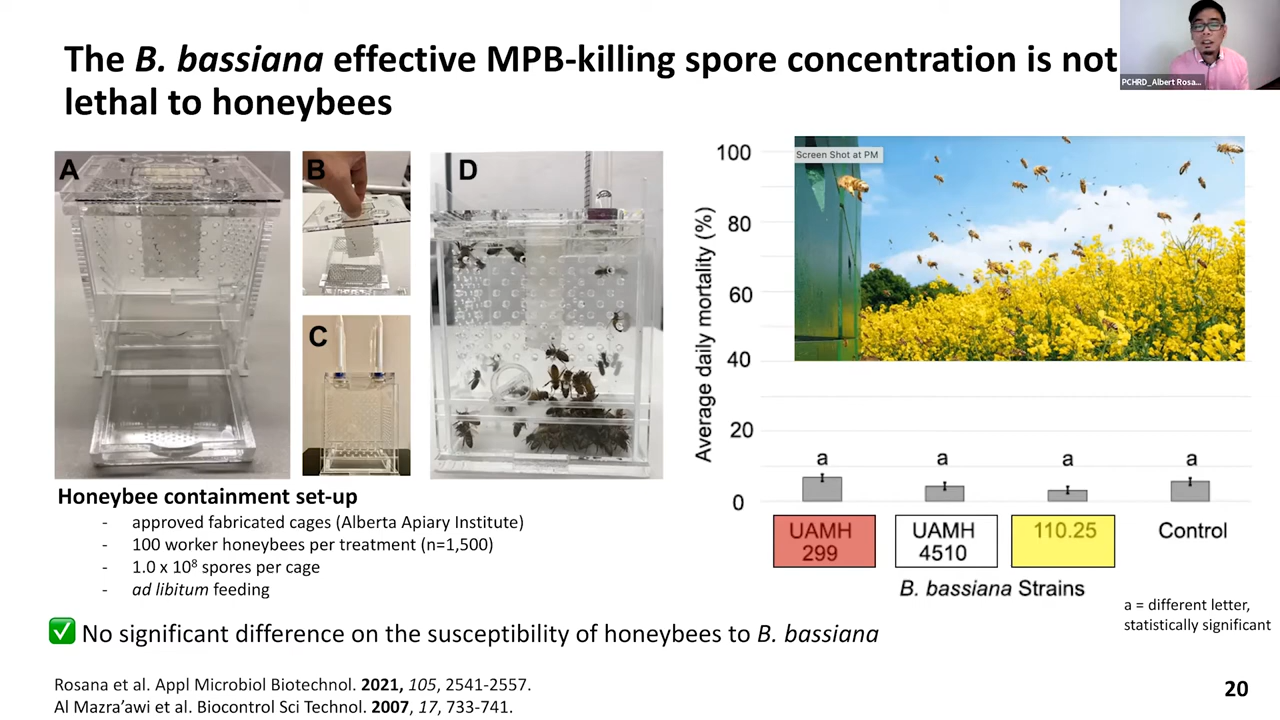 The B. bassiana effective MPB-killing spore concentration is not
lethal to honeybees
PCHRD_Albert Rosa...
A
B
C
D
Honeybee containment set-up
- approved fabricated cages (Alberta Apiary Institute)
- 100 worker honeybees per treatment (n=1,500)
- 1.0 x 10⁸ spores per cage
- ad libitum feeding
Average daily mortality (%)
100
80
60
40
20
0
Screen Shot at PM
a
a
a
a
UAMH
299
UAMH
4510
110.25
Control
B. bassiana Strains
a = different letter,
statistically significant
✅ No significant difference on the susceptibility of honeybees to B. bassiana
Rosana et al. Appl Microbiol Biotechnol. 2021, 105, 2541-2557.
Al Mazra’awi et al. Biocontrol Sci Technol. 2007, 17, 733-741.
20